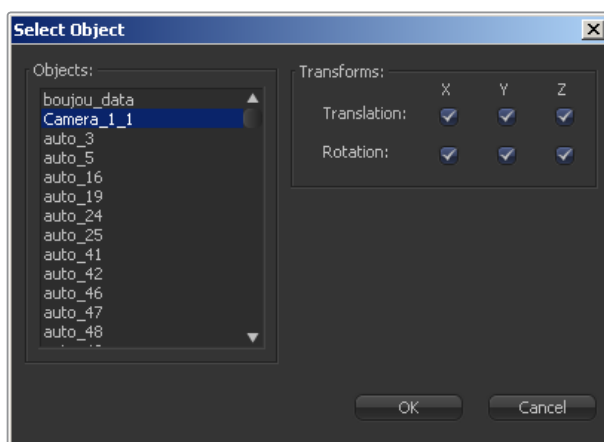 Select Object
Objects:
boujou_data
Camera_1_1
auto_3
auto_5
auto_16
auto_19
auto_24
auto_25
auto_41
auto_42
auto_46
auto_47
auto_48
Transforms:
X Y Z
Translation:
Rotation:
OK Cancel